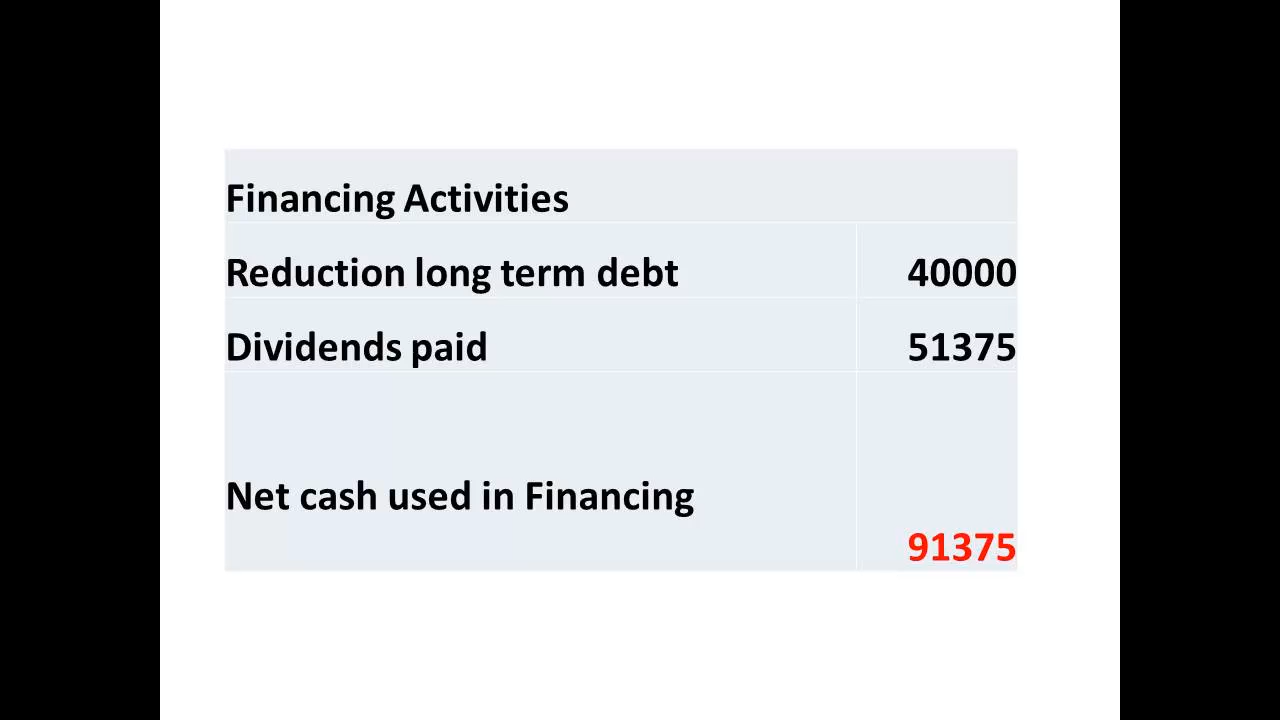 Financing Activities
Reduction long term debt 40000
Dividends paid 51375
Net cash used in Financing
91375